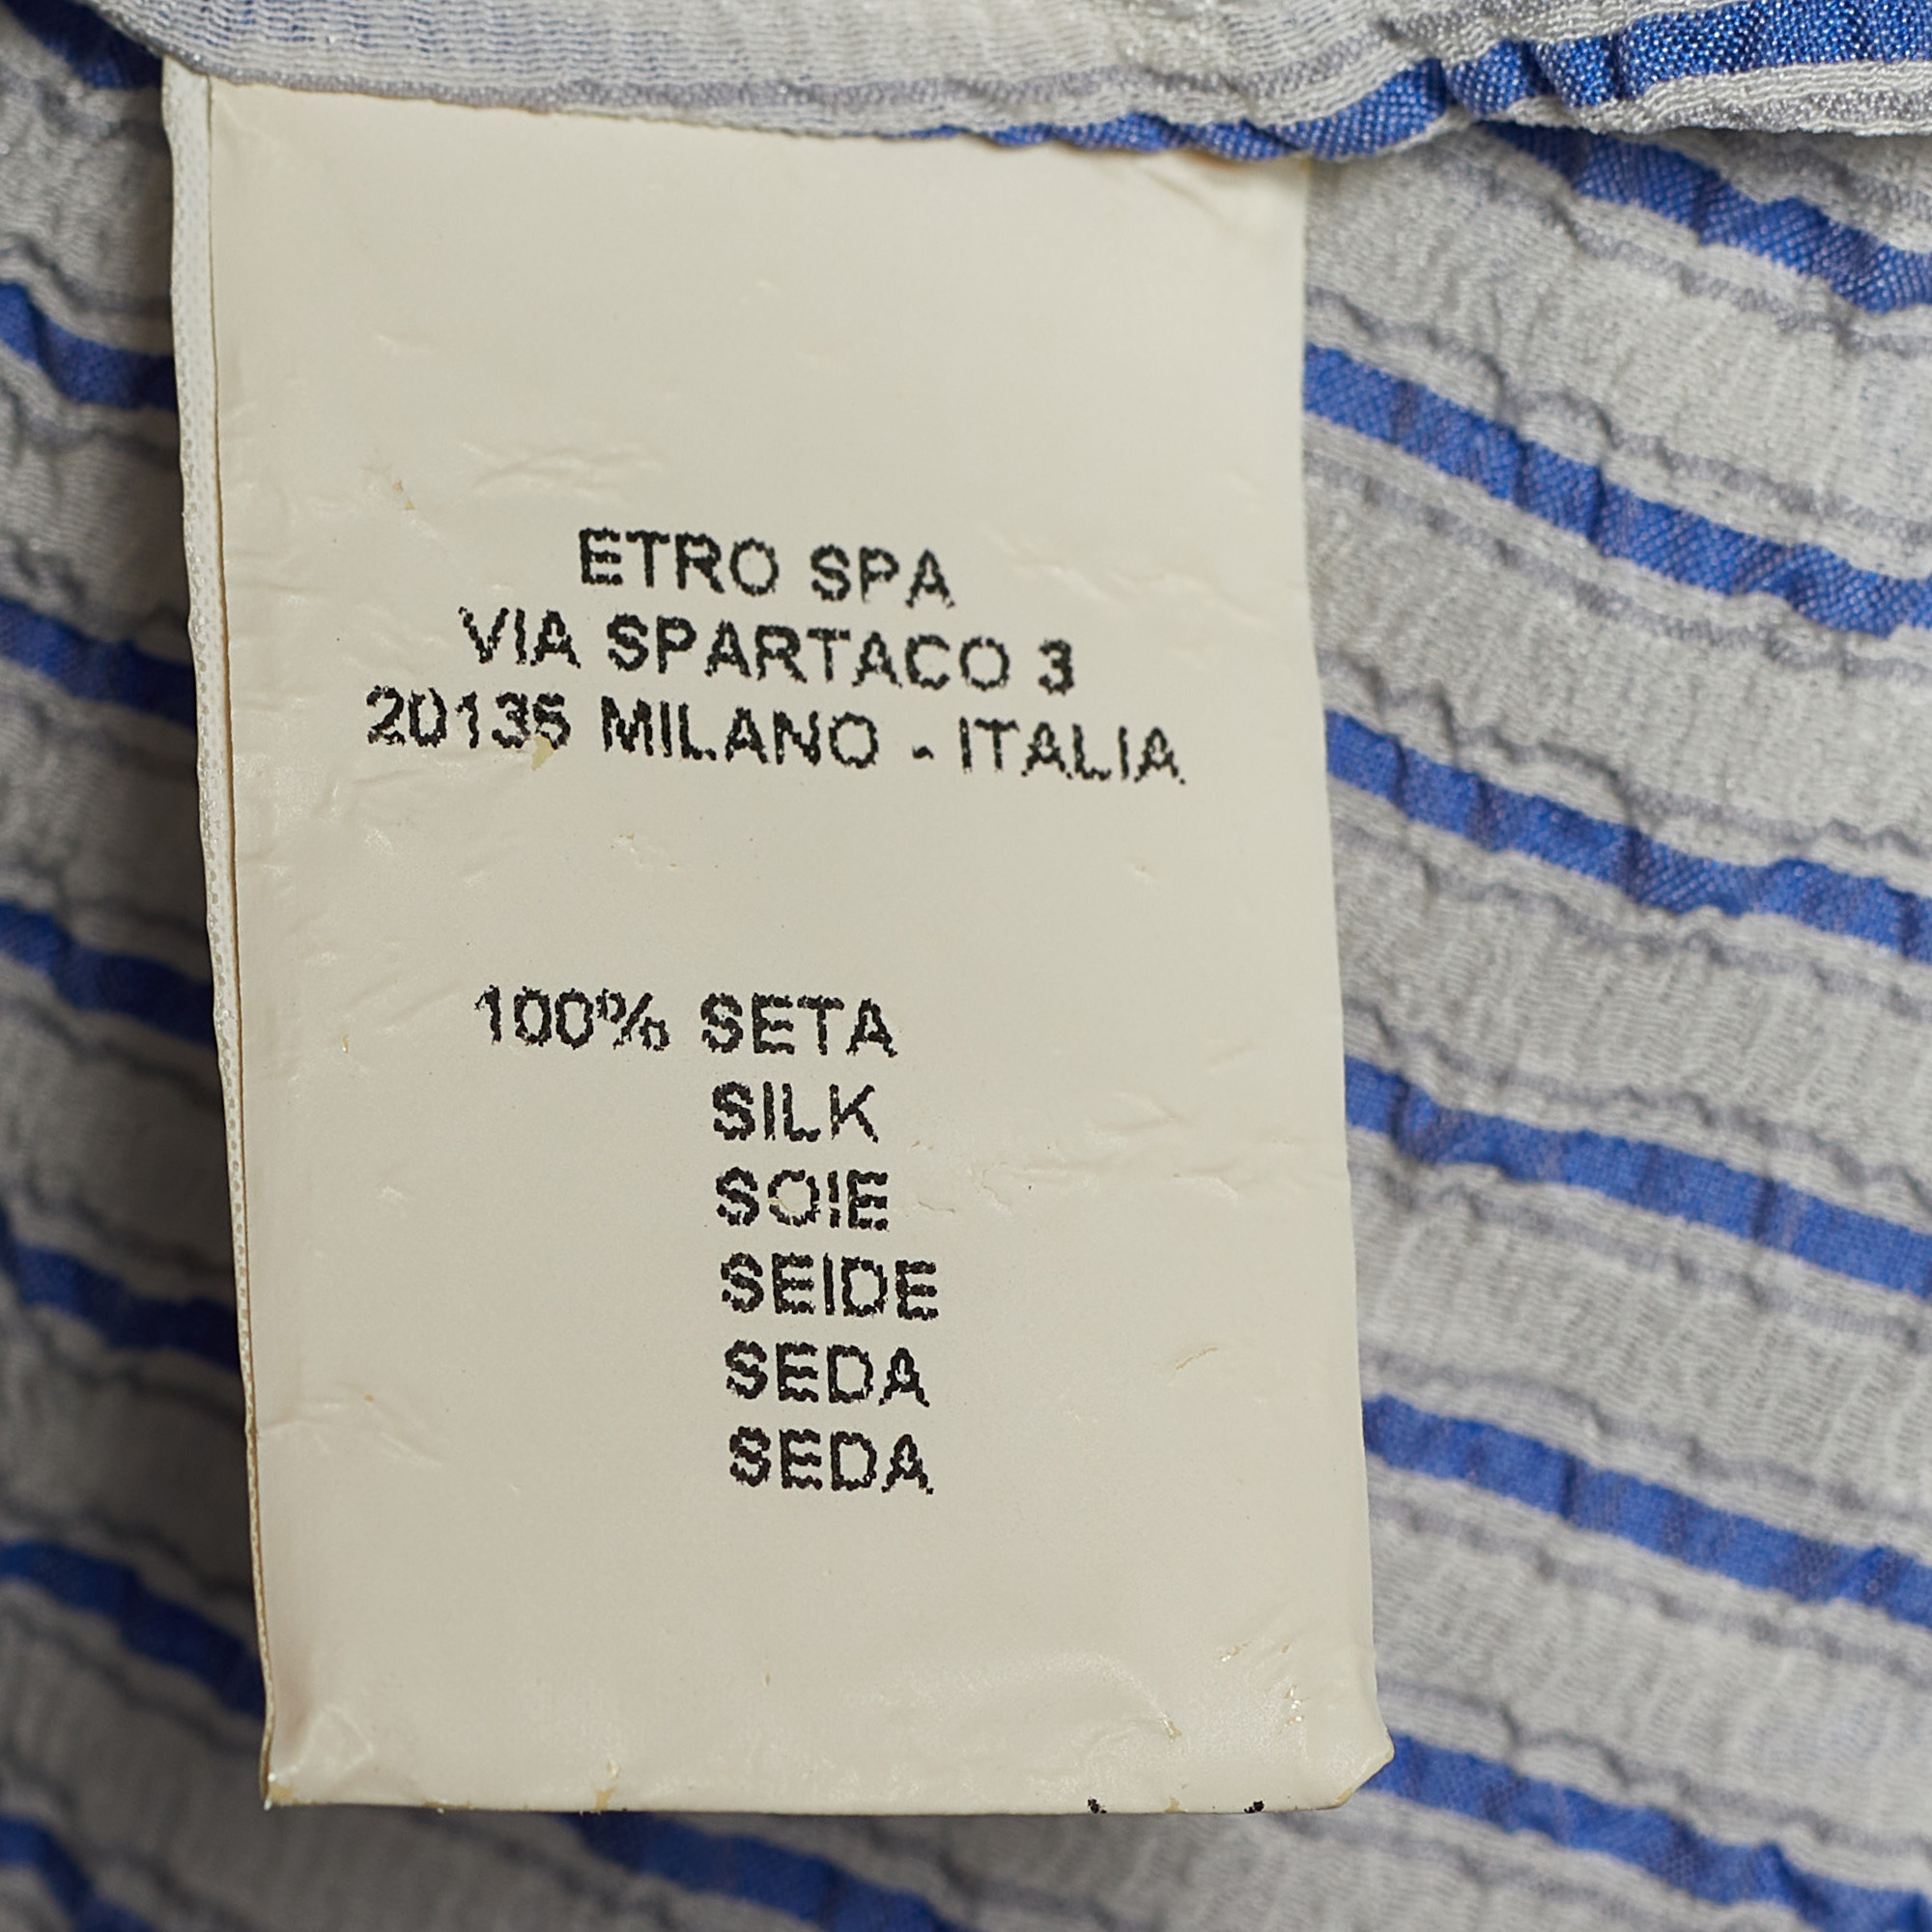 ETRO SPA
VIA SPARTACO 3
20135 MILANO - ITALIA
100% SETA
SILK
SOIE
SEIDE
SEDA
SEDA